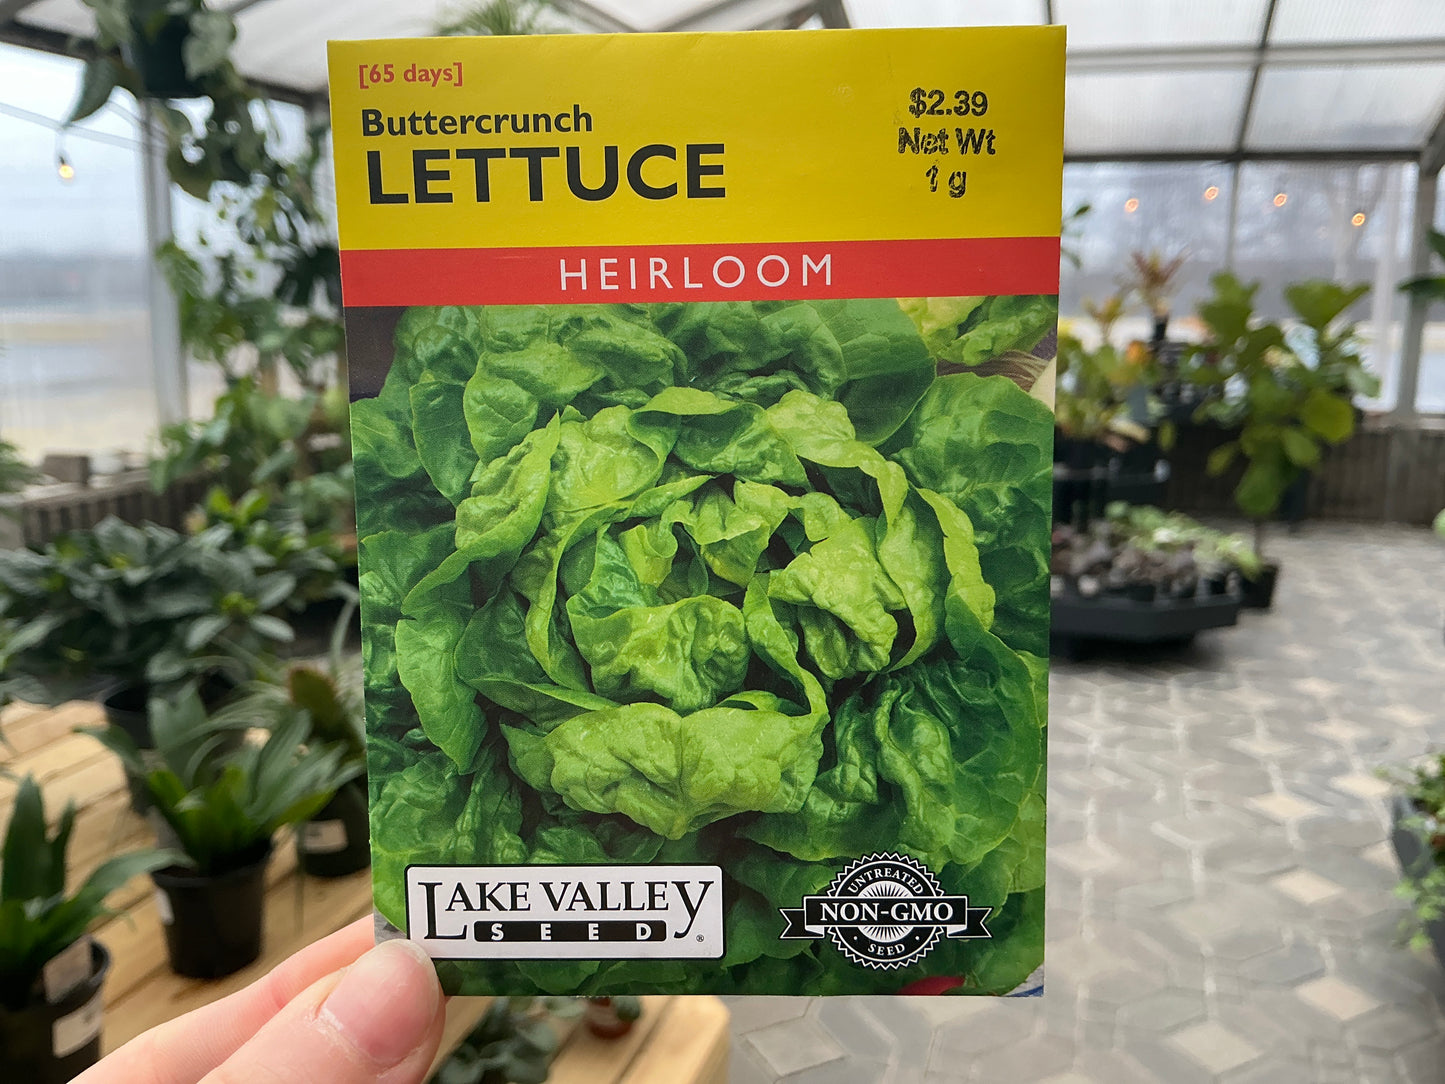 [65 days]
Buttercrunch
LETTUCE
$2.39
Net Wt
1 g
HEIRLOOM
LAKE VALLEY
SEED®
UNTREATED
NON-GMO
• SEED •